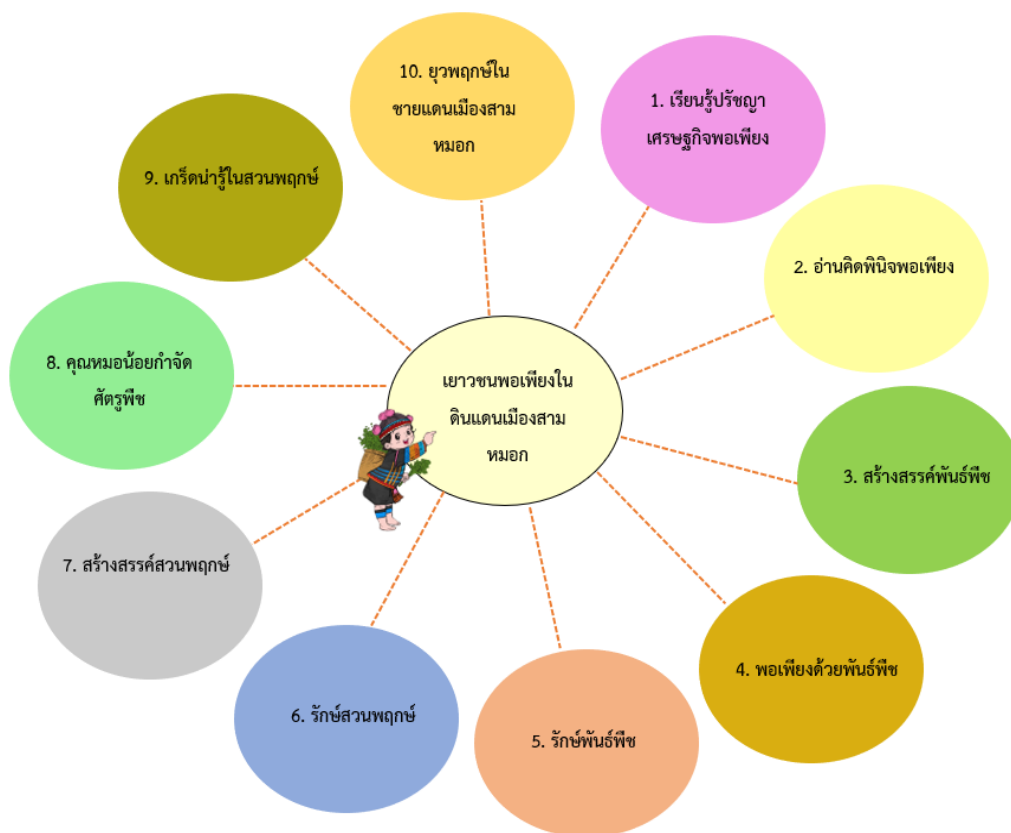 เยาวชนพอเพียงใน
ดินแดนเมืองสาม
หมอก
1. เรียนรู้ปรัชญา
เศรษฐกิจพอเพียง
2. อ่านคิดพินิจพอเพียง
3. สร้างสรรค์พันธ์พืช
4. พอเพียงด้วยพันธ์พืช
5. รักษ์พันธ์พืช
6. รักษ์สวนพฤกษ์
7. สร้างสรรค์สวนพฤกษ์
8. คุณหมอน้อยกำจัด
ศัตรูพืช
9. เกร็ดน่ารู้ในสวนพฤกษ์
10. ยุวพฤกษ์ใน
ชายแดนเมืองสาม
หมอก